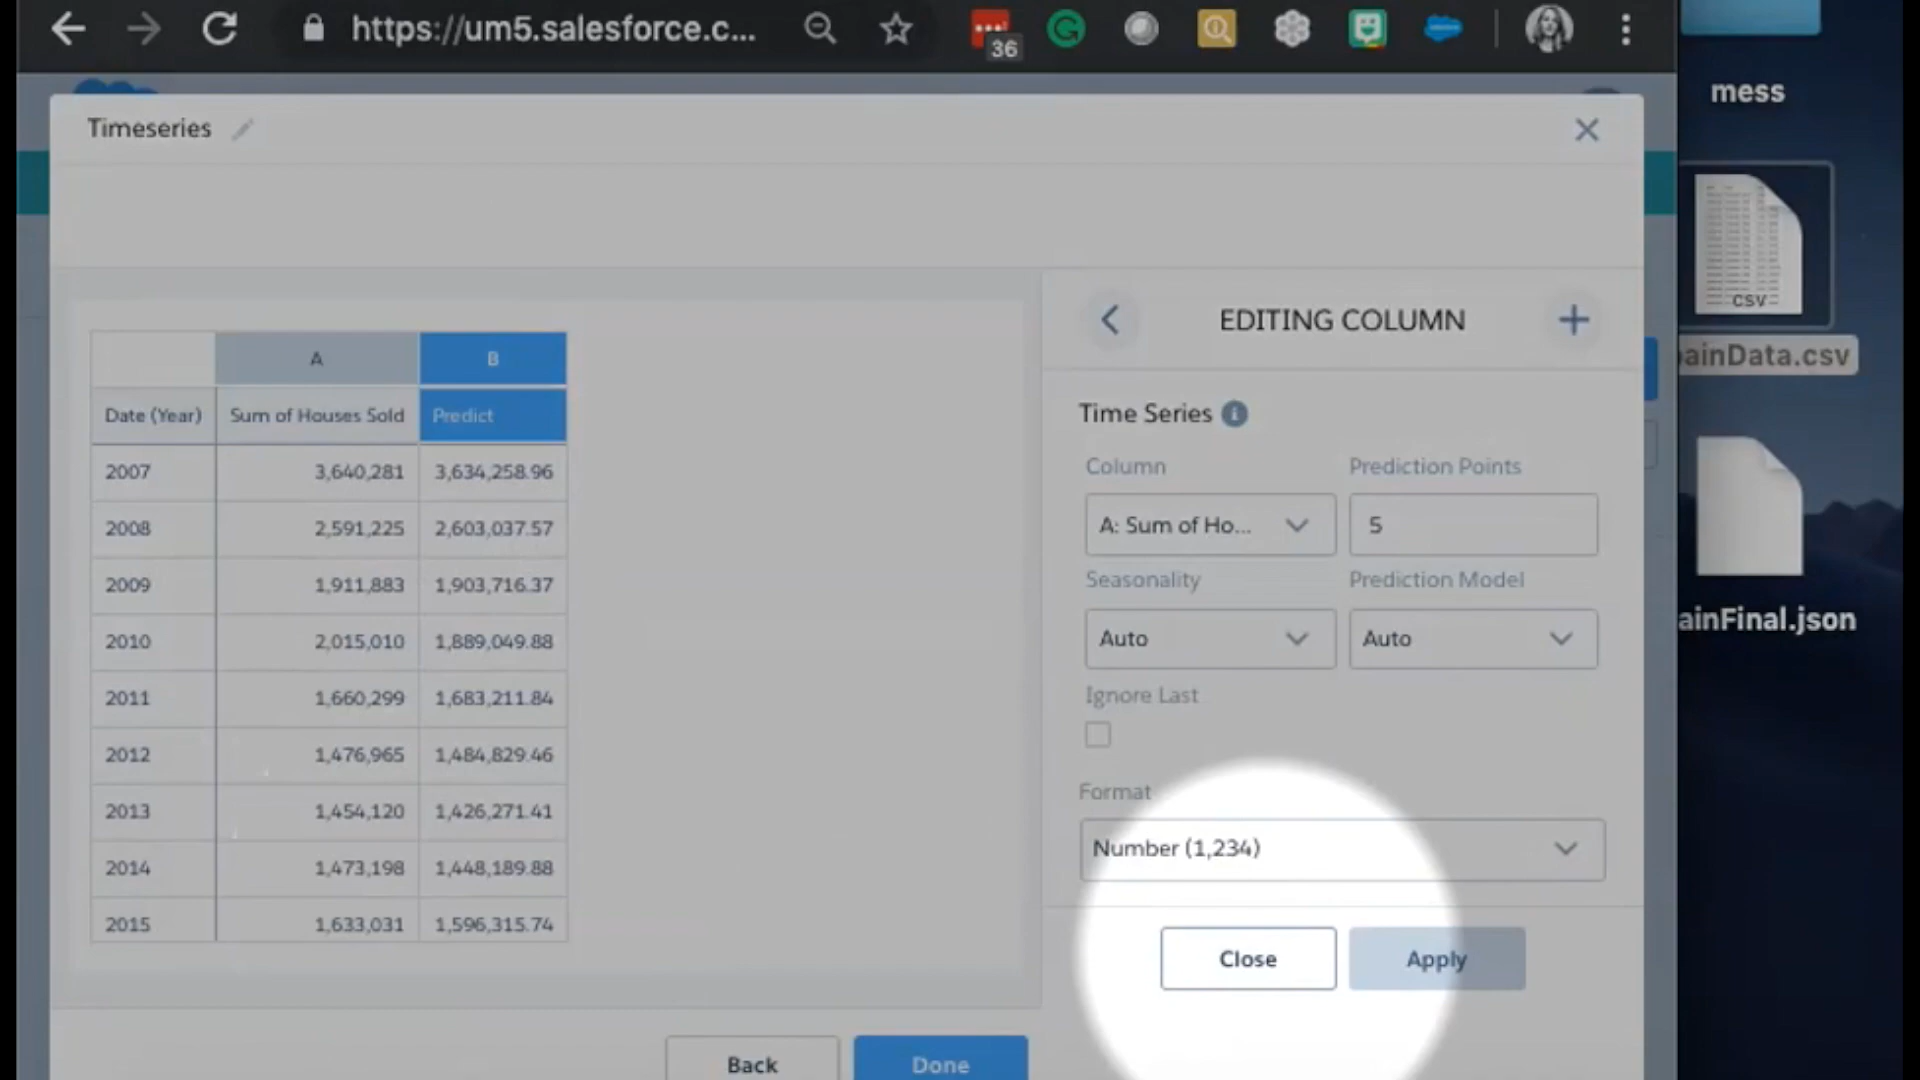 https://um5.salesforce.c...
36
mess
Timeseries
CSV
ainData.csv
ainFinal.json
A B
Date (Year) Sum of Houses Sold Predict
2007 3,640,281 3,634,258.96
2008 2,591,225 2,603,037.57
2009 1,911,883 1,903,716.37
2010 2,015,010 1,889,049.88
2011 1,660,299 1,683,211.84
2012 1,476,965 1,484,829.46
2013 1,454,120 1,426,271.41
2014 1,473,198 1,448,189.88
2015 1,633,031 1,596,315.74
EDITING COLUMN
Time Series
Column Prediction Points
A: Sum of Ho... 5
Seasonality Prediction Model
Auto Auto
Ignore Last
Format
Number (1,234)
Close Apply
Back Done